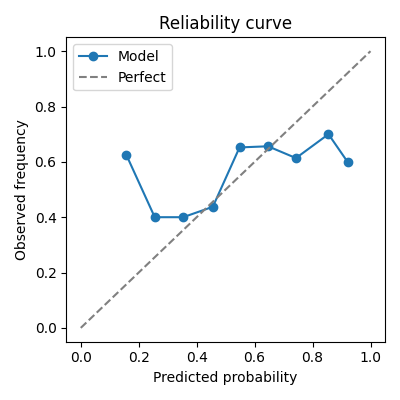 Reliability curve
Model
Perfect
Observed frequency
1.0
0.8
0.6
0.4
0.2
0.0
0.0 0.2 0.4 0.6 0.8 1.0
Predicted probability